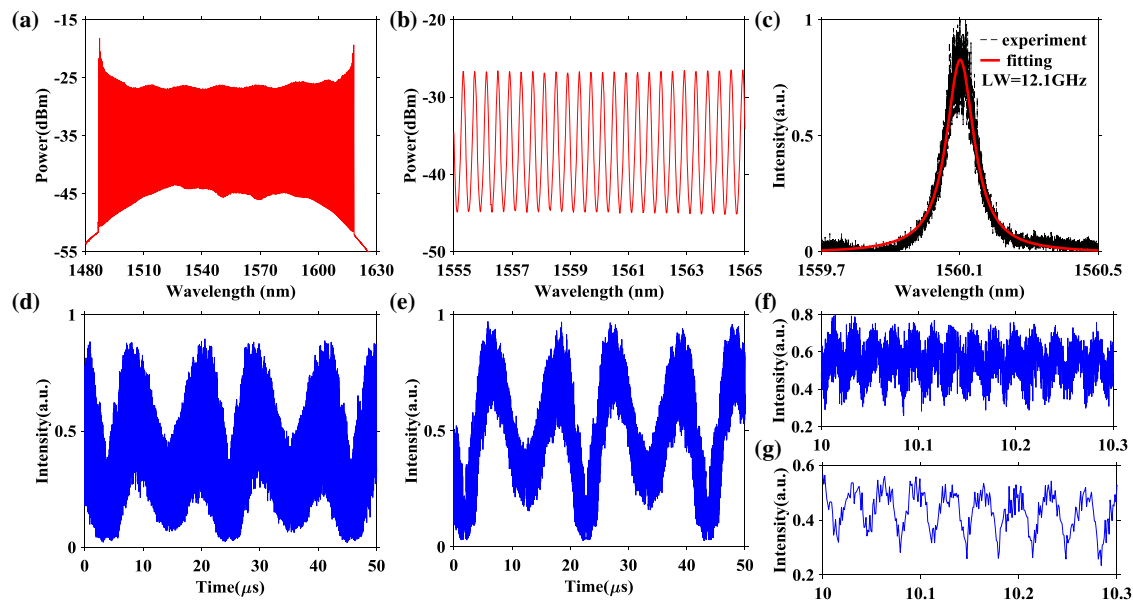 (a)
-15
-25
-35
-45
-55
Power(dBm)
1480 1510 1540 1570 1600 1630
Wavelength (nm)
(b)
-20
-30
-40
-50
Power(dBm)
1555 1557 1559 1561 1563 1565
Wavelength (nm)
(c)
1
0.5
0
Intensity(a.u.)
experiment
fitting
LW=12.1GHz
1559.7 1560.1 1560.5
Wavelength (nm)
(d)
1
0.5
0
Intensity(a.u.)
0 10 20 30 40 50
Time(μs)
(e)
1
0.5
0
Intensity(a.u.)
0 10 20 30 40 50
Time(μs)
(f)
0.8
0.6
0.4
0.2
Intensity(a.u.)
10 10.1 10.2 10.3
(g)
0.6
0.4
0.2
Intensity(a.u.)
10 10.1 10.2 10.3